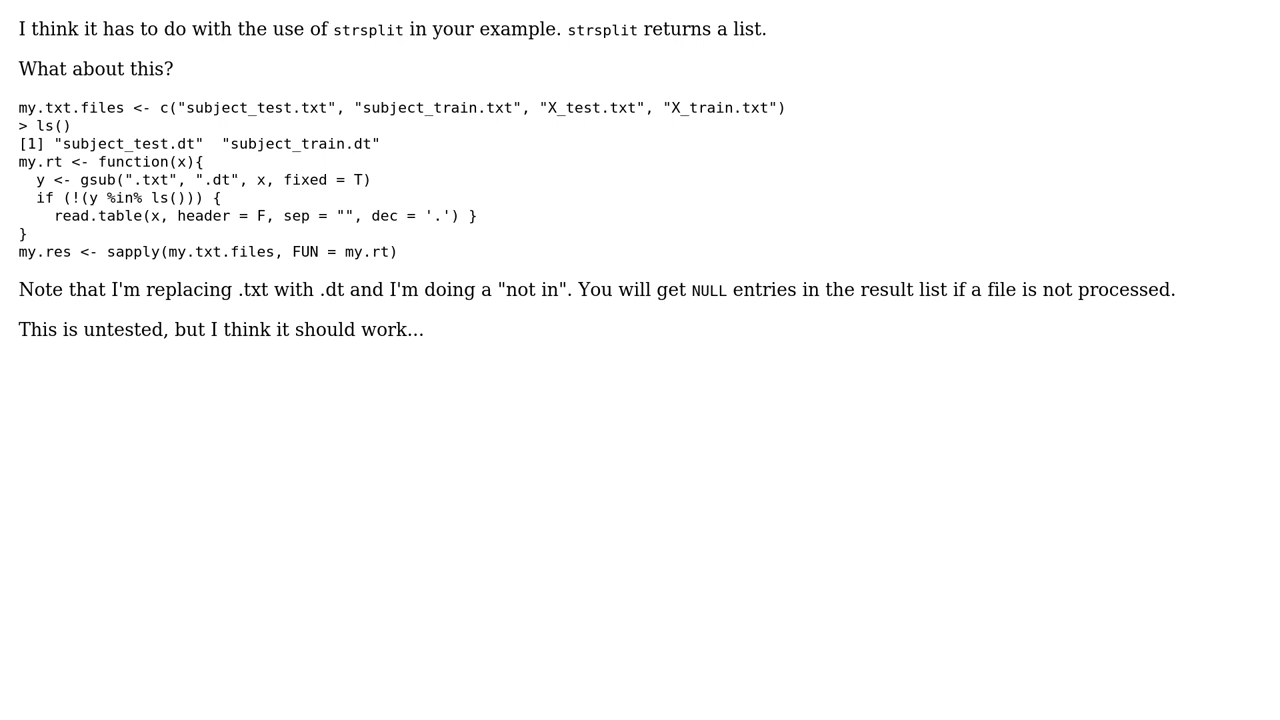 I think it has to do with the use of strsplit in your example. strsplit returns a list.
What about this?
my.txt.files <- c("subject_test.txt", "subject_train.txt", "X_test.txt", "X_train.txt")
> ls()
[1] "subject_test.dt"  "subject_train.dt"
my.rt <- function(x){
  y <- gsub(".txt", ".dt", x, fixed = T)
  if (!(y %in% ls())) {
    read.table(x, header = F, sep = "", dec = '.') }
}
my.res <- sapply(my.txt.files, FUN = my.rt)
Note that I'm replacing .txt with .dt and I'm doing a "not in". You will get NULL entries in the result list if a file is not processed.
This is untested, but I think it should work...